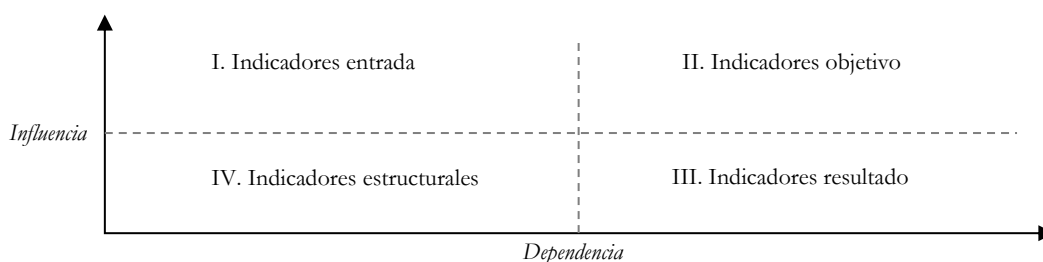 I. Indicadores entrada
II. Indicadores objetivo
Influencia
IV. Indicadores estructurales
III. Indicadores resultado
Dependencia